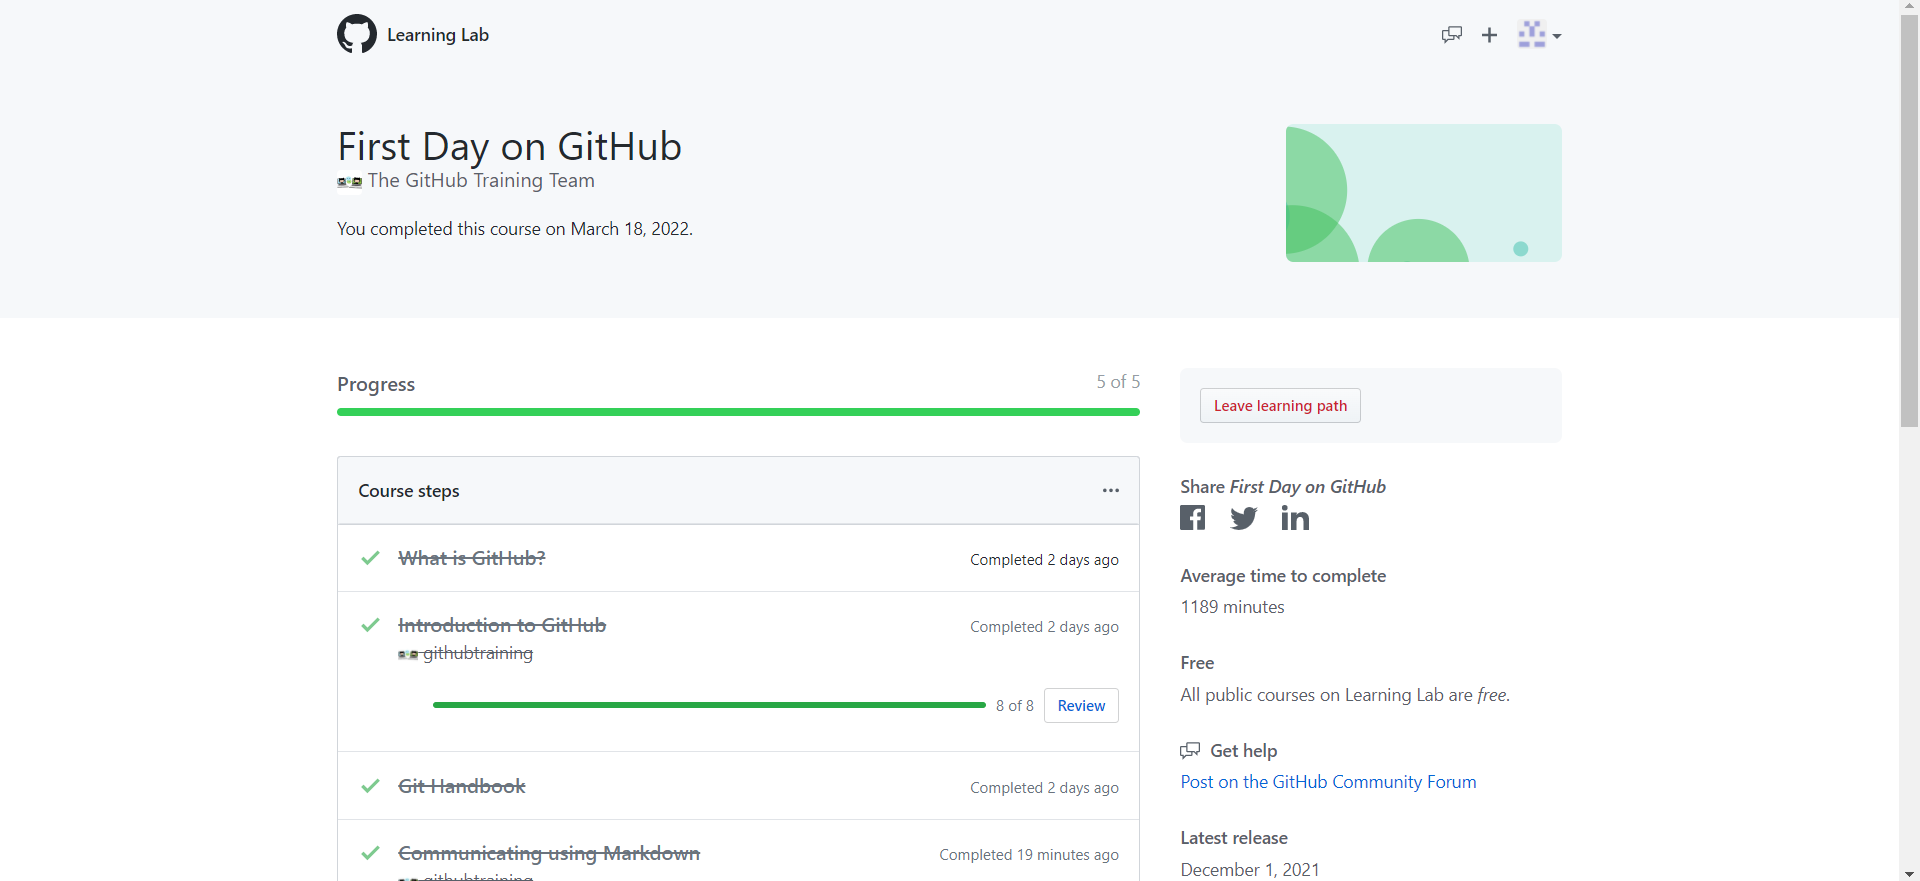 Learning Lab
First Day on GitHub
The GitHub Training Team
You completed this course on March 18, 2022.
Progress
5 of 5
Course steps
What is GitHub?
Completed 2 days ago
Introduction to GitHub
Completed 2 days ago
githubtraining
8 of 8
Review
Git Handbook
Completed 2 days ago
Communicating using Markdown
Completed 19 minutes ago
githubtraining
Leave learning path
Share First Day on GitHub
Average time to complete
1189 minutes
Free
All public courses on Learning Lab are free.
Get help
Post on the GitHub Community Forum
Latest release
December 1, 2021